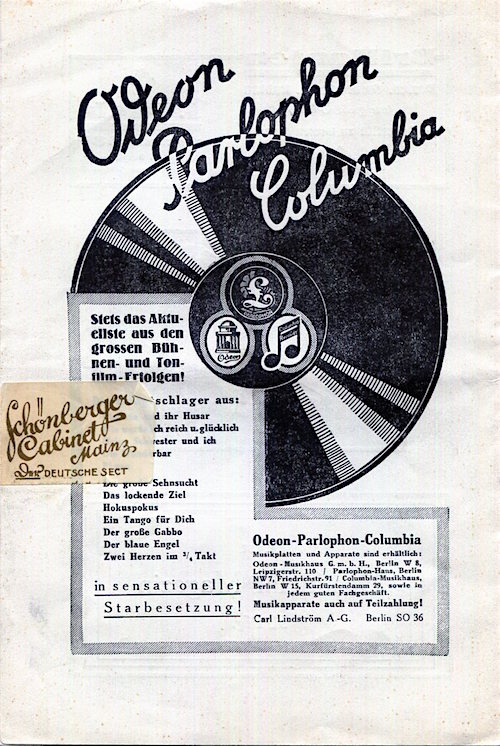 Odeon
Parlophon
Columbia
£
Odeon
Stets das Aktu-
ellste aus den
grossen Büh-
nen- und Ton-
film-Erfolgen!
schlager aus:
d ihr Husar
ch reich u. glücklich
ester und ich
rbar
Schönberger
Cabinet
Mainz
Der DEUTSCHE SECT
Die große Sehnsucht
Das lockende Ziel
Hokuspokus
Ein Tango für Dich
Der große Gabbo
Der blaue Engel
Zwei Herzen im 3/4 Takt
in sensationeller
Starbesetzung!
Odeon-Parlophon-Columbia
Musikplatten und Apparate sind erhältlich:
Odeon-Musikhaus G. m. b. H., Berlin W 8,
Leipzigerstr. 110 / Parlophon-Haus, Berlin
NW 7, Friedrichstr. 91 / Columbia-Musikhaus,
Berlin W 15, Kurfürstendamm 29, sowie in
jedem guten Fachgeschäft.
Musikapparate auch auf Teilzahlung!
Carl Lindström A.-G. Berlin SO 36